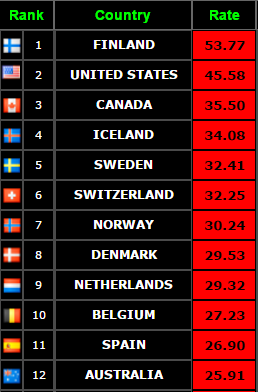 Rank Country Rate
1 FINLAND 53.77
2 UNITED STATES 45.58
3 CANADA 35.50
4 ICELAND 34.08
5 SWEDEN 32.41
6 SWITZERLAND 32.25
7 NORWAY 30.24
8 DENMARK 29.53
9 NETHERLANDS 29.32
10 BELGIUM 27.23
11 SPAIN 26.90
12 AUSTRALIA 25.91